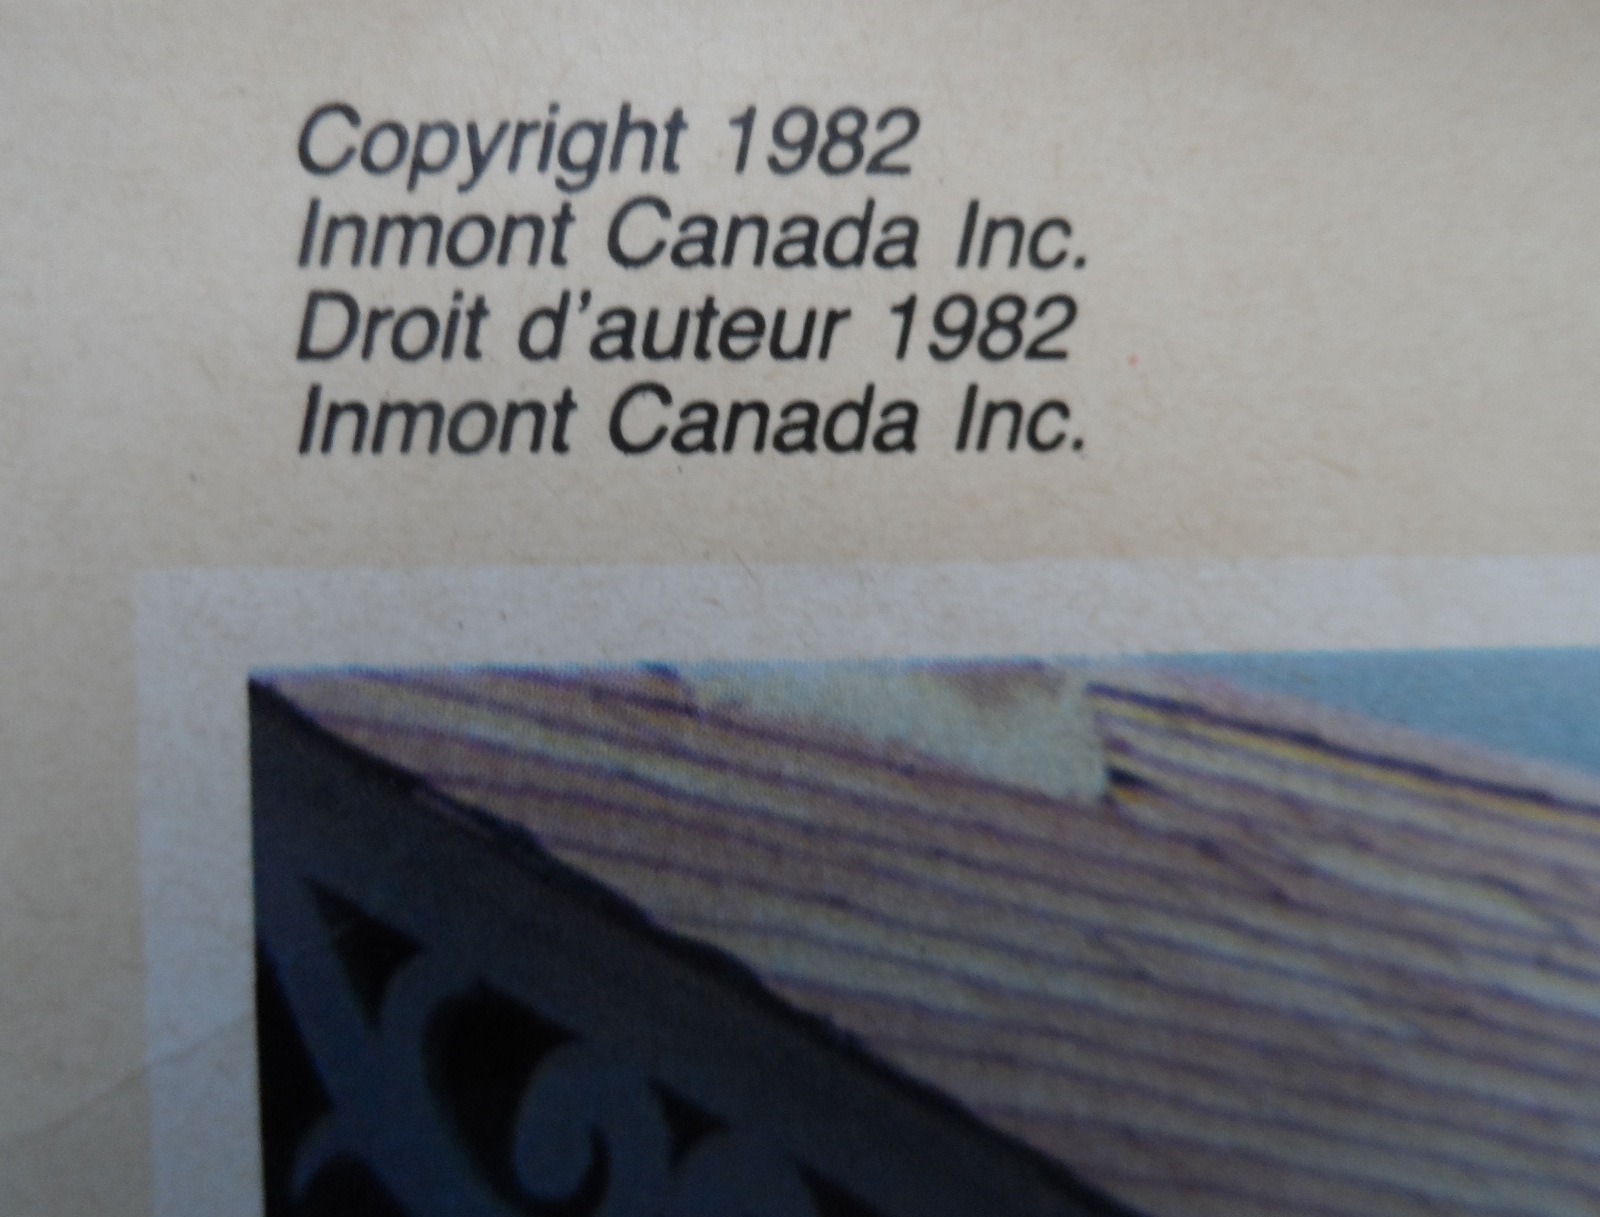 Copyright 1982
Inmont Canada Inc.
Droit d'auteur 1982
Inmont Canada Inc.